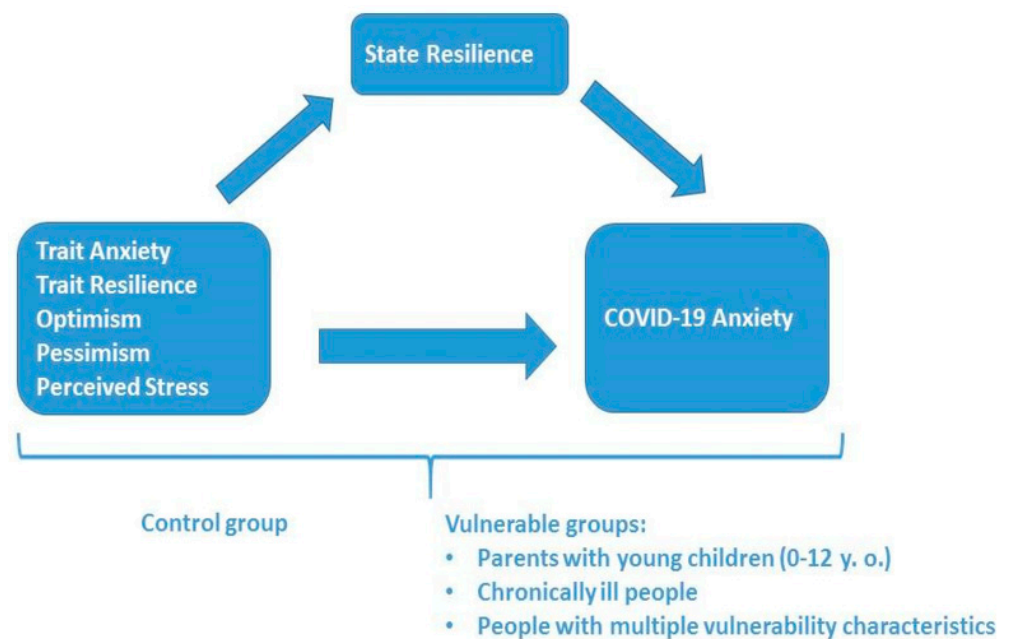 State Resilience
Trait Anxiety
Trait Resilience
Optimism
Pessimism
Perceived Stress
COVID-19 Anxiety
Control group
Vulnerable groups:
• Parents with young children (0-12 y. o.)
• Chronically ill people
• People with multiple vulnerability characteristics